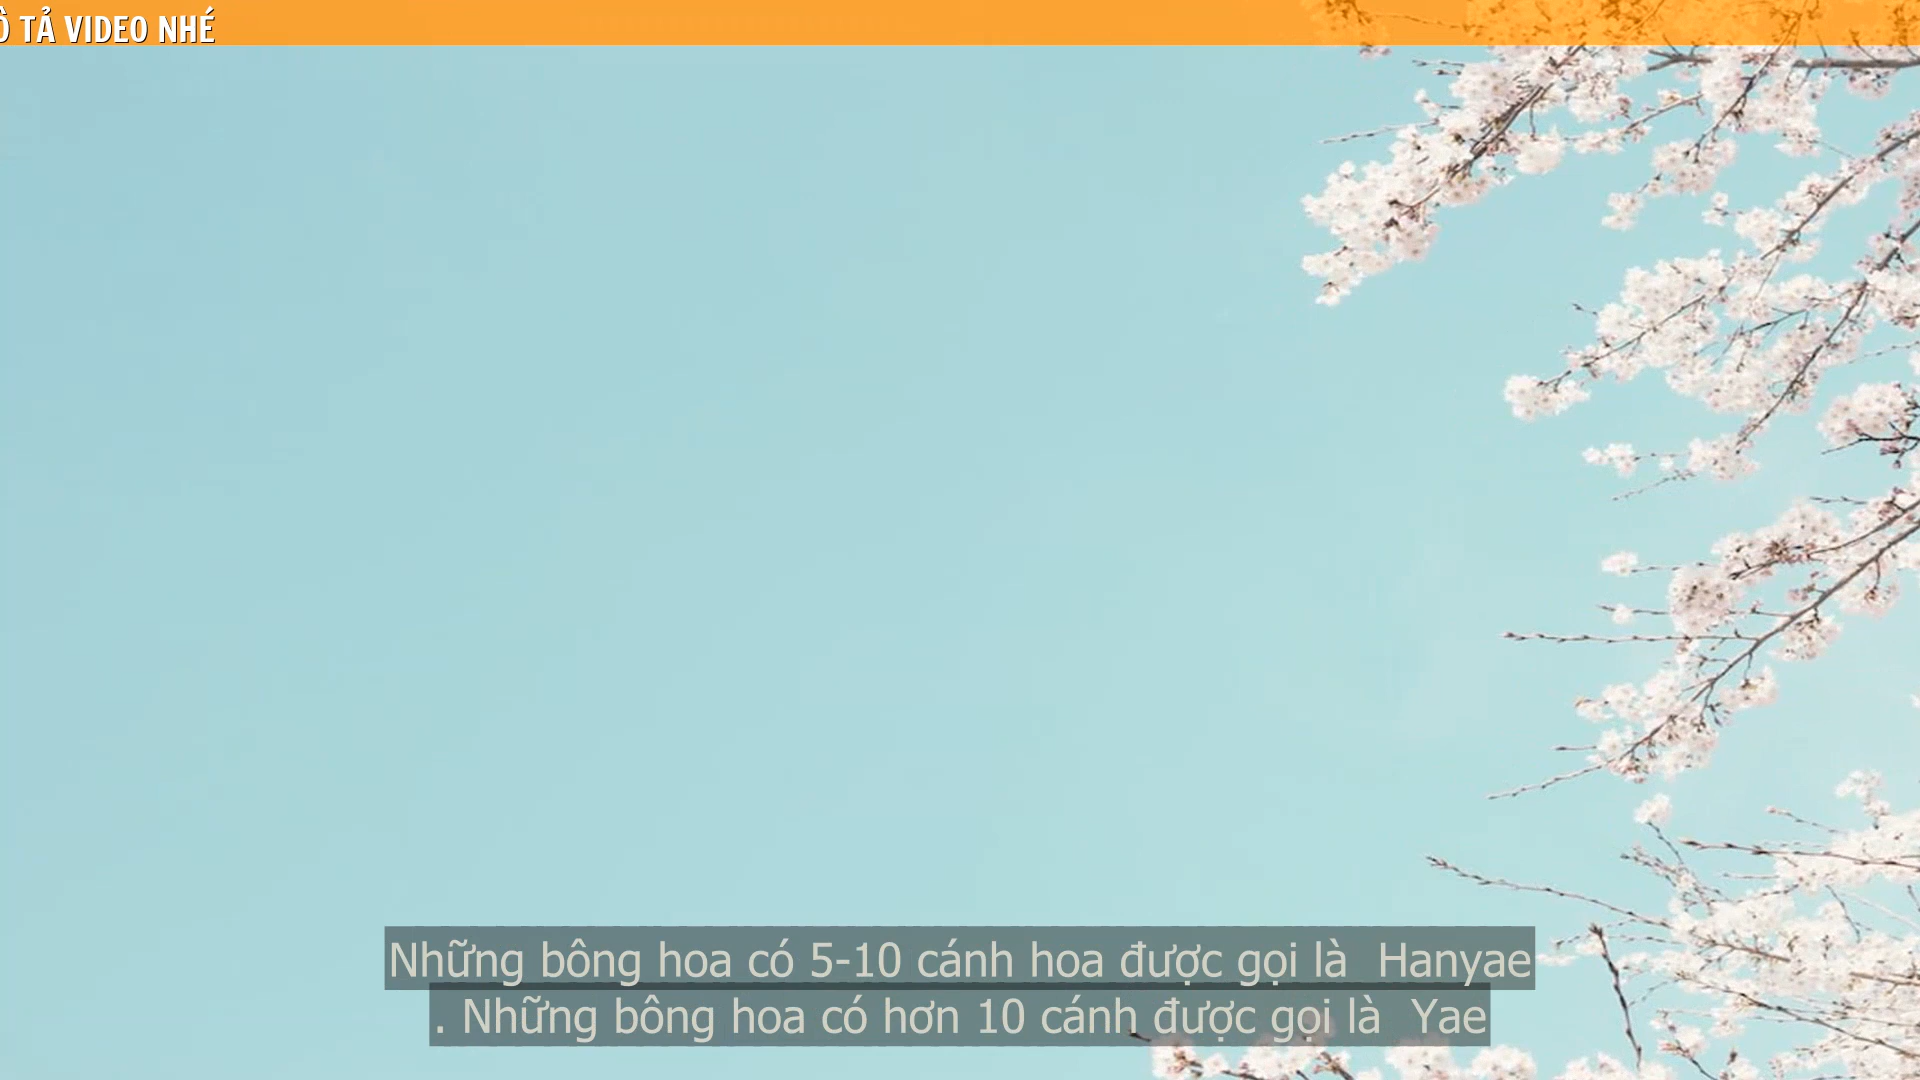 TẢ VIDEO NHÉ
Những bông hoa có 5-10 cánh hoa được gọi là Hanyae
. Những bông hoa có hơn 10 cánh được gọi là Yae